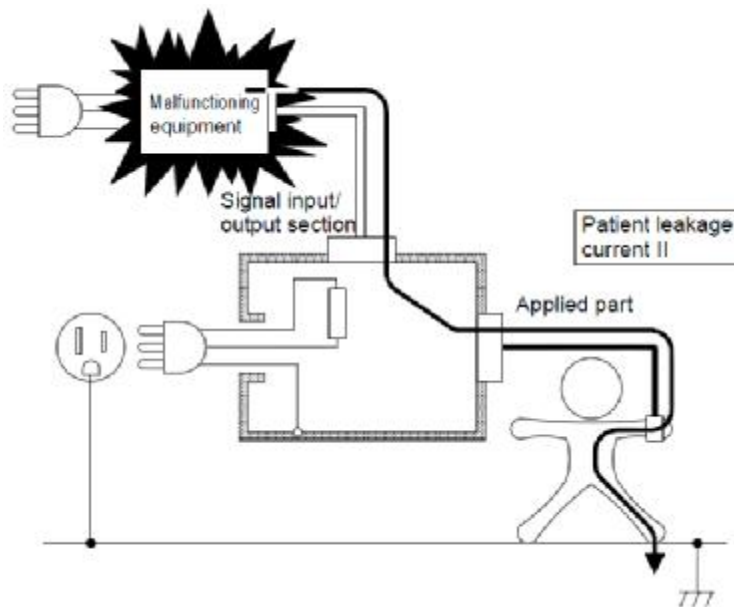 Malfunctioning
equipment
Signal input/
output section
Patient leakage
current II
Applied part